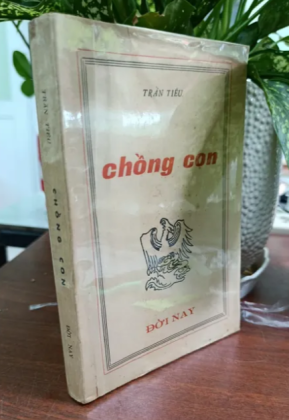 TRẦN TIÊU
chồng con
ĐỜI NAY
TRẦN TIÊU
CHỒNG CON
ĐỜI NAY